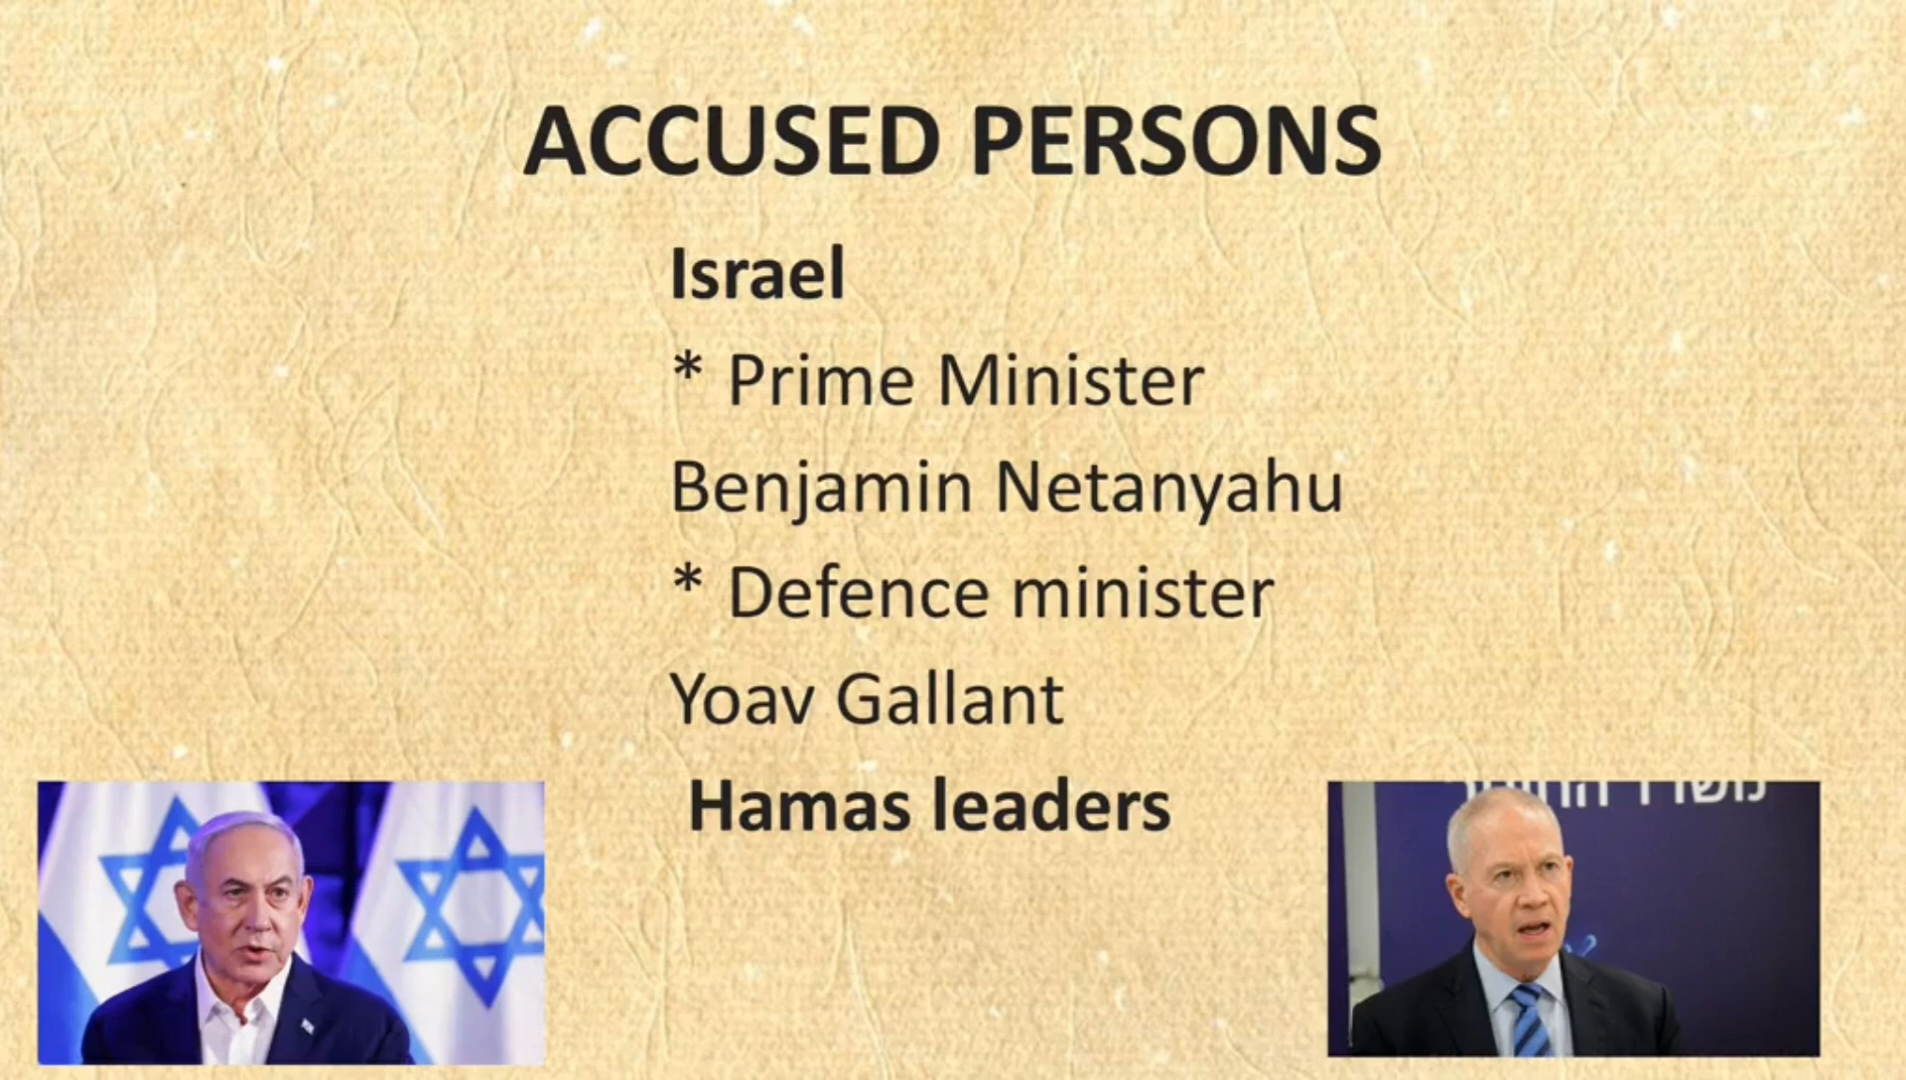 ACCUSED PERSONS
Israel
* Prime Minister
Benjamin Netanyahu
* Defence minister
Yoav Gallant
Hamas leaders